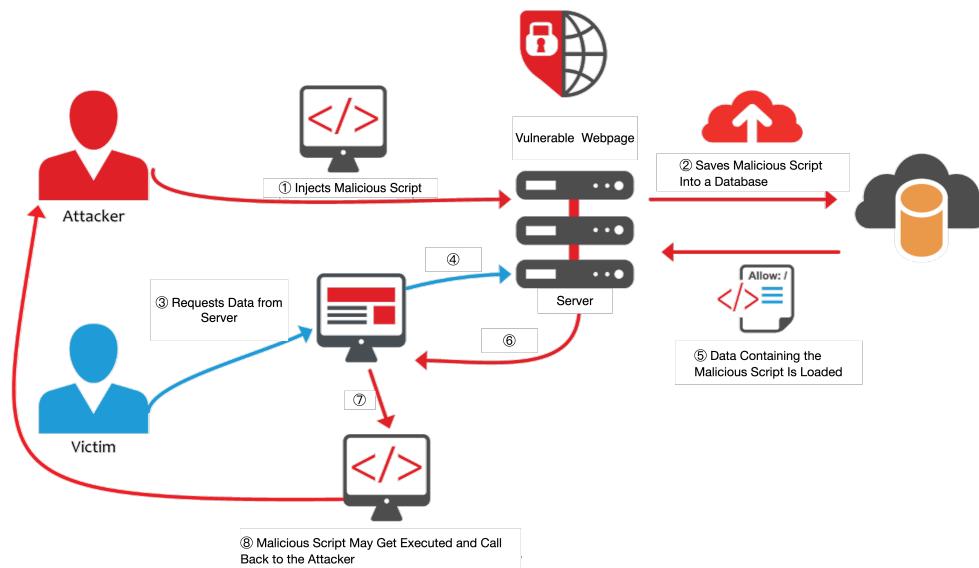 Allow: /
Vulnerable Webpage
② Saves Malicious Script
Into a Database
① Injects Malicious Script
Attacker
④
③ Requests Data from
Server
Server
⑥
⑤ Data Containing the
Malicious Script Is Loaded
⑦
Victim
</>
</>
</>
⑧ Malicious Script May Get Executed and Call
Back to the Attacker